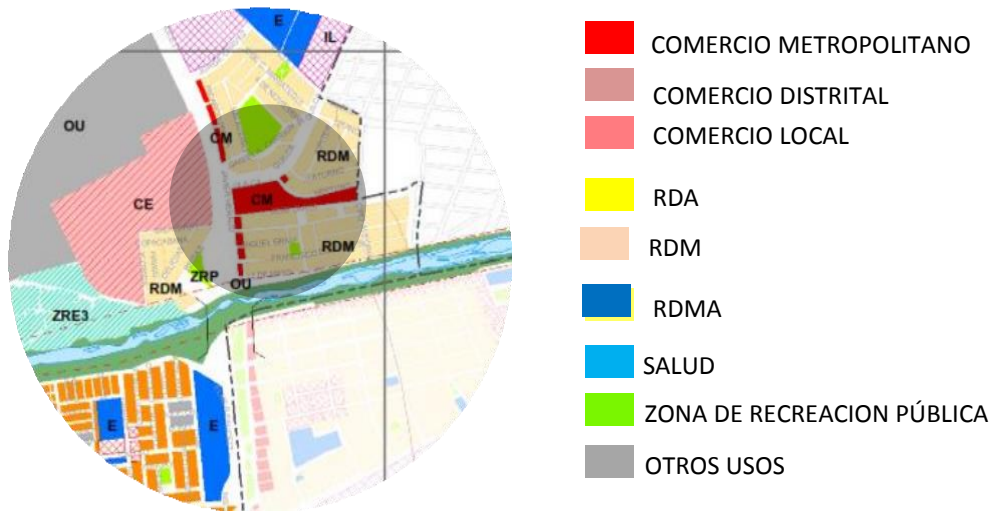 E
IL
OU
CM
RDM
CE
CM
RDM
ZRP
OU
RDM
ZRE3
E
E
COMERCIO METROPOLITANO
COMERCIO DISTRITAL
COMERCIO LOCAL
RDA
RDM
RDMA
SALUD
ZONA DE RECREACION PÚBLICA
OTROS USOS